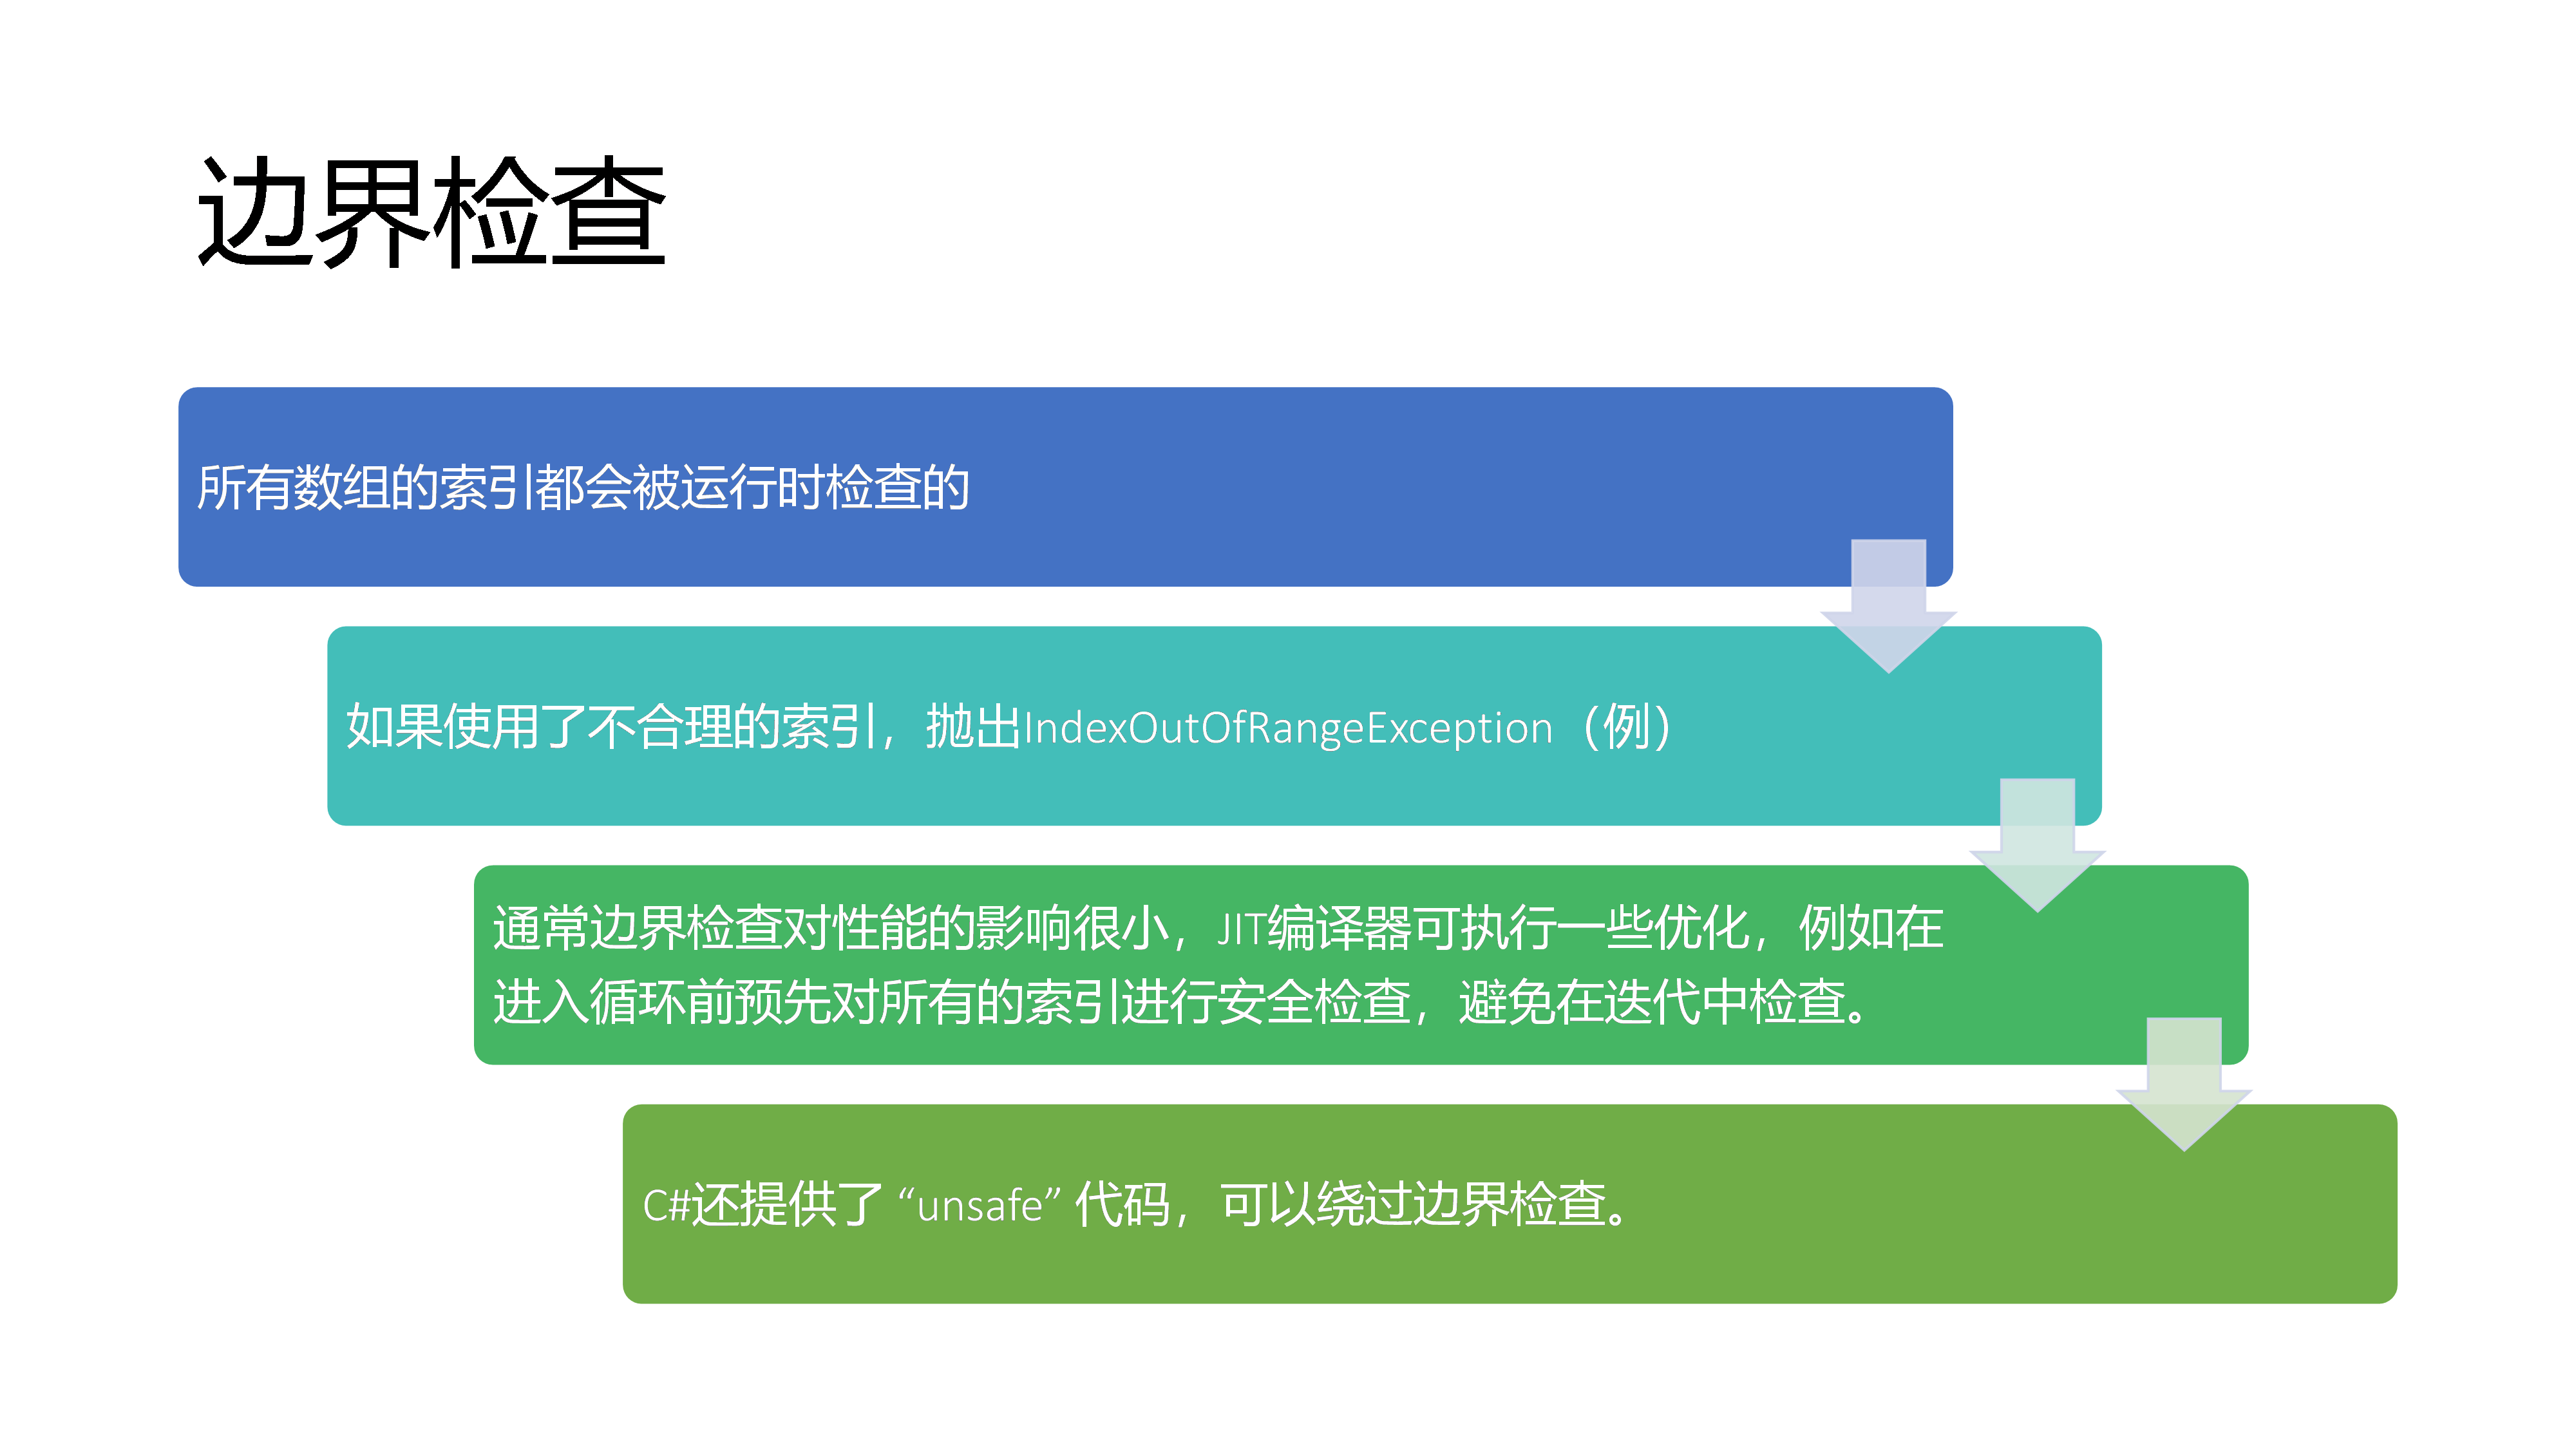 边界检查
所有数组的索引都会被运行时检查的
如果使用了不合理的索引，抛出IndexOutOfRangeException（例）
通常边界检查对性能的影响很小，JIT编译器可执行一些优化，例如在
进入循环前预先对所有的索引进行安全检查，避免在迭代中检查。
C#还提供了 “unsafe” 代码，可以绕过边界检查。